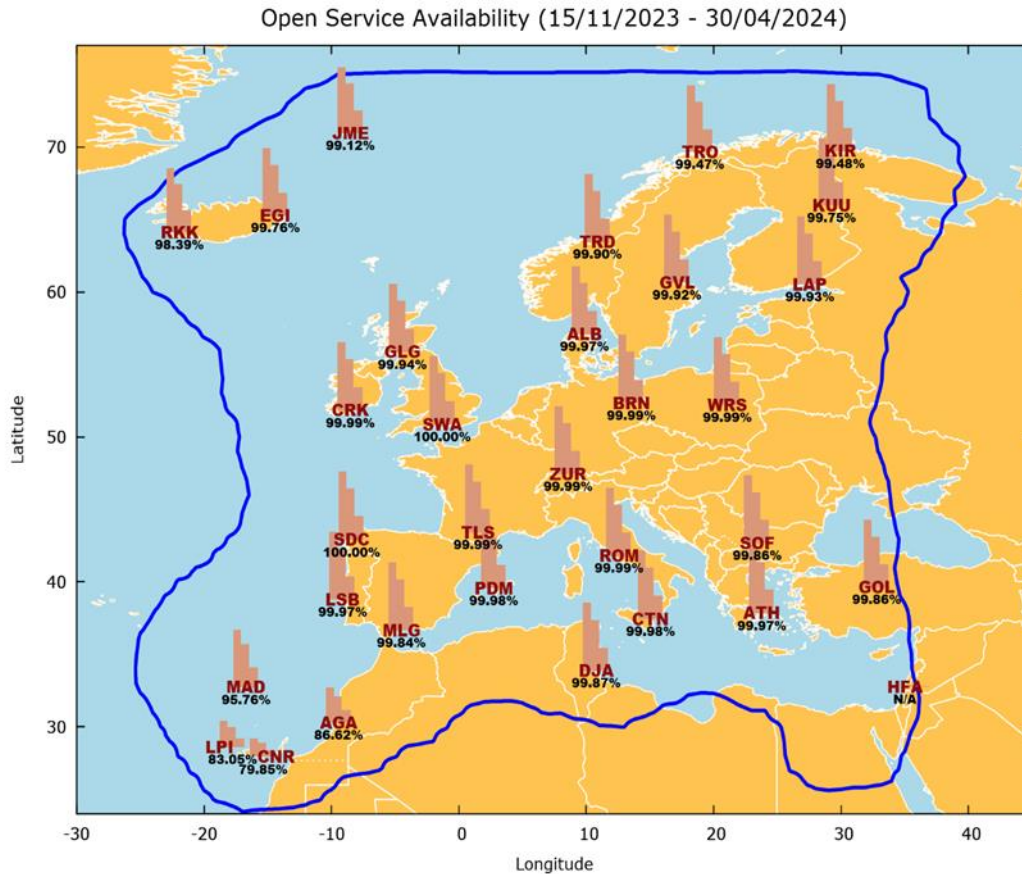 Open Service Availability (15/11/2023 - 30/04/2024)
Latitude
70
60
50
40
30
JME
99.12%
TRO
99.47%
KIR
99.48%
EGI
99.76%
RKK
98.39%
KUU
99.75%
TRD
99.90%
GVL
99.92%
LAP
99.93%
ALB
99.97%
GLG
99.94%
CRK
99.99%
SWA
100.00%
BRN
99.99%
WRS
99.99%
ZUR
99.99%
SDC
100.00%
TLS
99.99%
ROM
99.99%
SOF
99.86%
LSB
99.97%
PDM
99.98%
GOL
99.86%
MLG
99.84%
CTN
99.98%
ATH
99.97%
MAD
95.76%
DJA
99.87%
HFA
N/A
AGA
86.62%
LPI
83.05%
CNR
79.85%
-30 -20 -10 0 10 20 30 40
Longitude